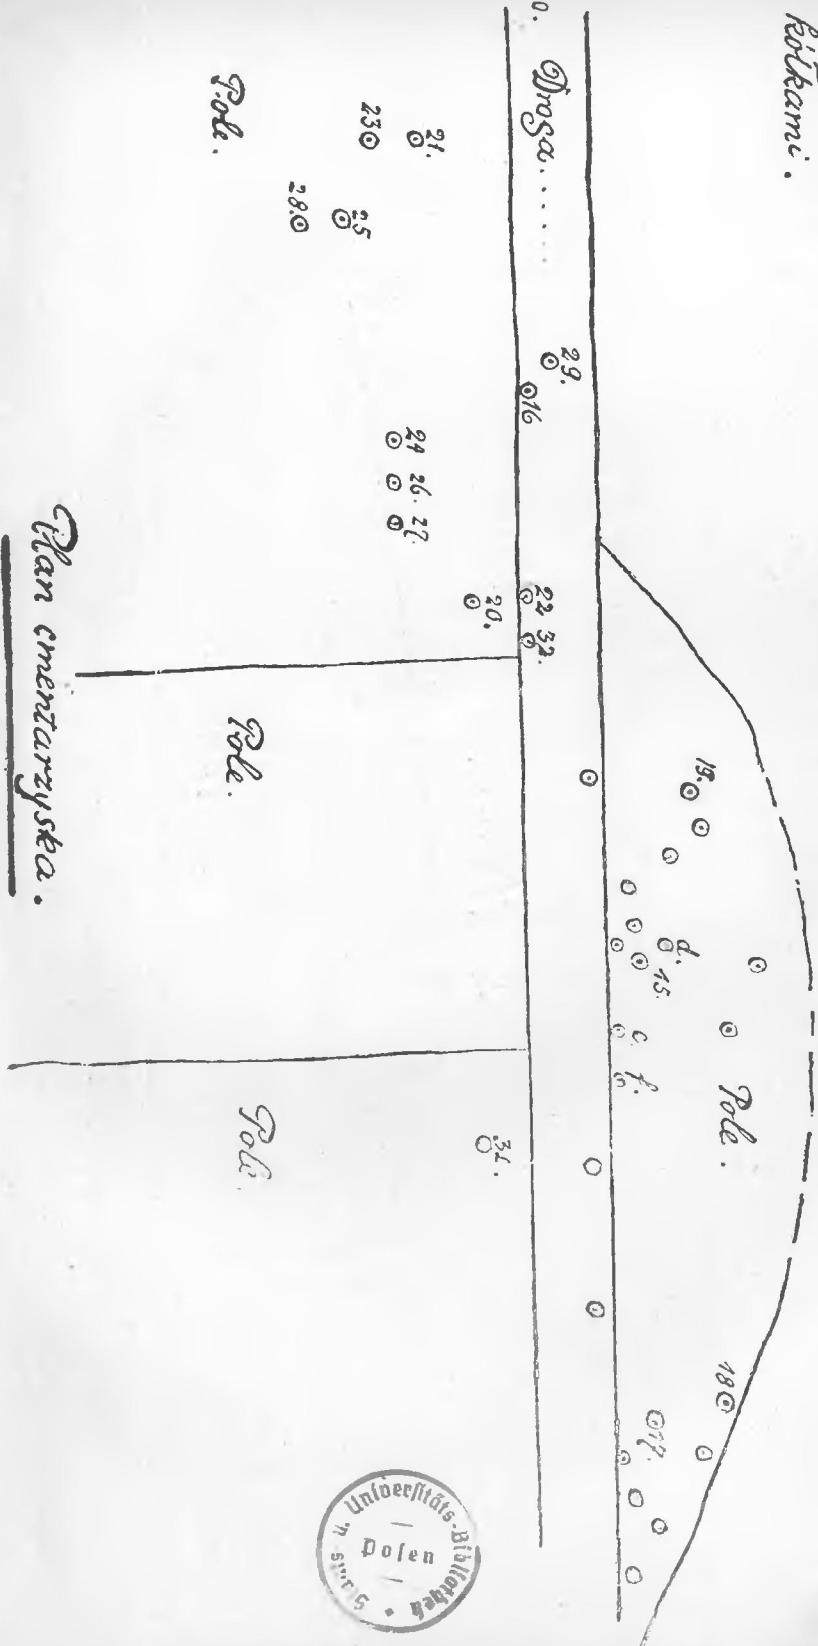 kółkami.
o.
Droga......
Pole.
21.
23
25
28.
29.
16
24
26.
27.
22
32.
20.
Pole.
19.
d.
15.
c.
f.
Pole.
Pole.
31.
18
17.
Plan cmentarzyska.
Staats- u. Universitäts-Bibliothek
Posen